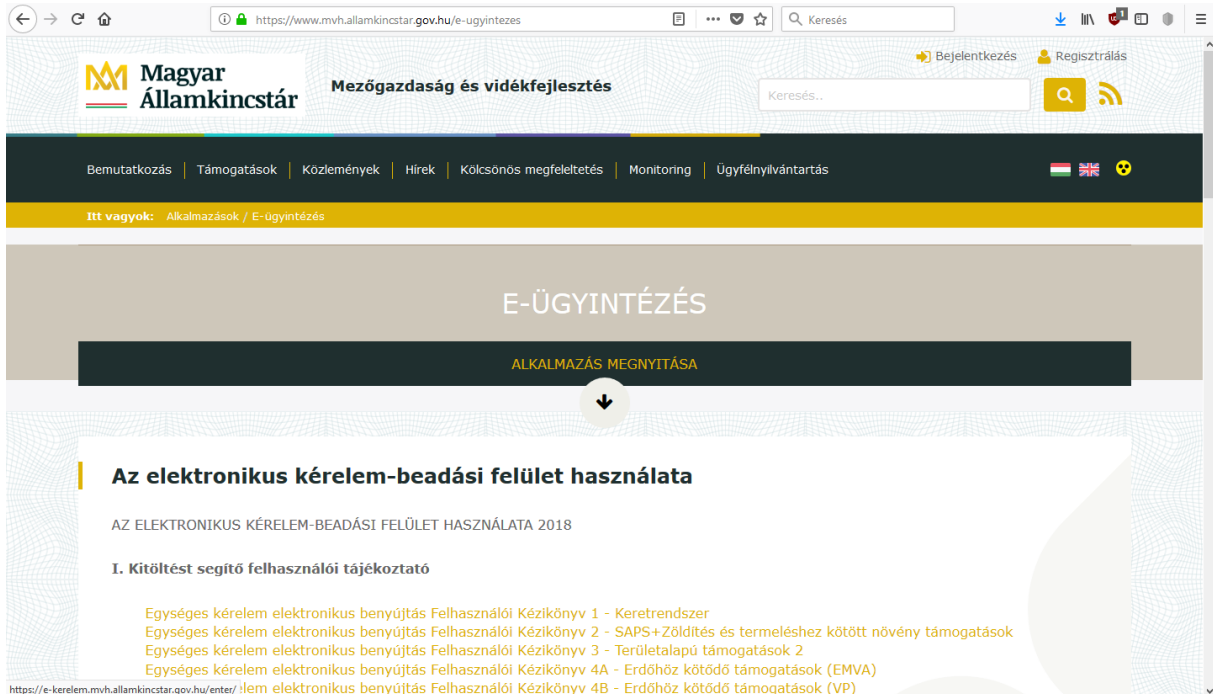 https://www.mvh.allamkincstar.gov.hu/e-ugyintezes
Keresés
1
Magyar
Államkincstár
Mezőgazdaság és vidékfejlesztés
Bejelentkezés
Regisztrálás
Keresés..
Bemutatkozás
Támogatások
Közlemények
Hírek
Kölcsönös megfeleltetés
Monitoring
Ügyfélnyilvántartás
Itt vagyok: Alkalmazások / E-ügyintézés
E-ÜGYINTÉZÉS
ALKALMAZÁS MEGNYITÁSA
Az elektronikus kérelem-beadási felület használata
AZ ELEKTRONIKUS KÉRELEM-BEADÁSI FELÜLET HASZNÁLATA 2018
I. Kitöltést segítő felhasználói tájékoztató
Egységes kérelem elektronikus benyújtás Felhasználói Kézikönyv 1 - Keretrendszer
Egységes kérelem elektronikus benyújtás Felhasználói Kézikönyv 2 - SAPS+Zöldítés és termeléshez kötött növény támogatások
Egységes kérelem elektronikus benyújtás Felhasználói Kézikönyv 3 - Területalapú támogatások 2
Egységes kérelem elektronikus benyújtás Felhasználói Kézikönyv 4A - Erdőhöz kötődő támogatások (EMVA)
elem elektronikus benyújtás Felhasználói Kézikönyv 4B - Erdőhöz kötődő támogatások (VP)
https://e-kerelem.mvh.allamkincstar.gov.hu/enter/